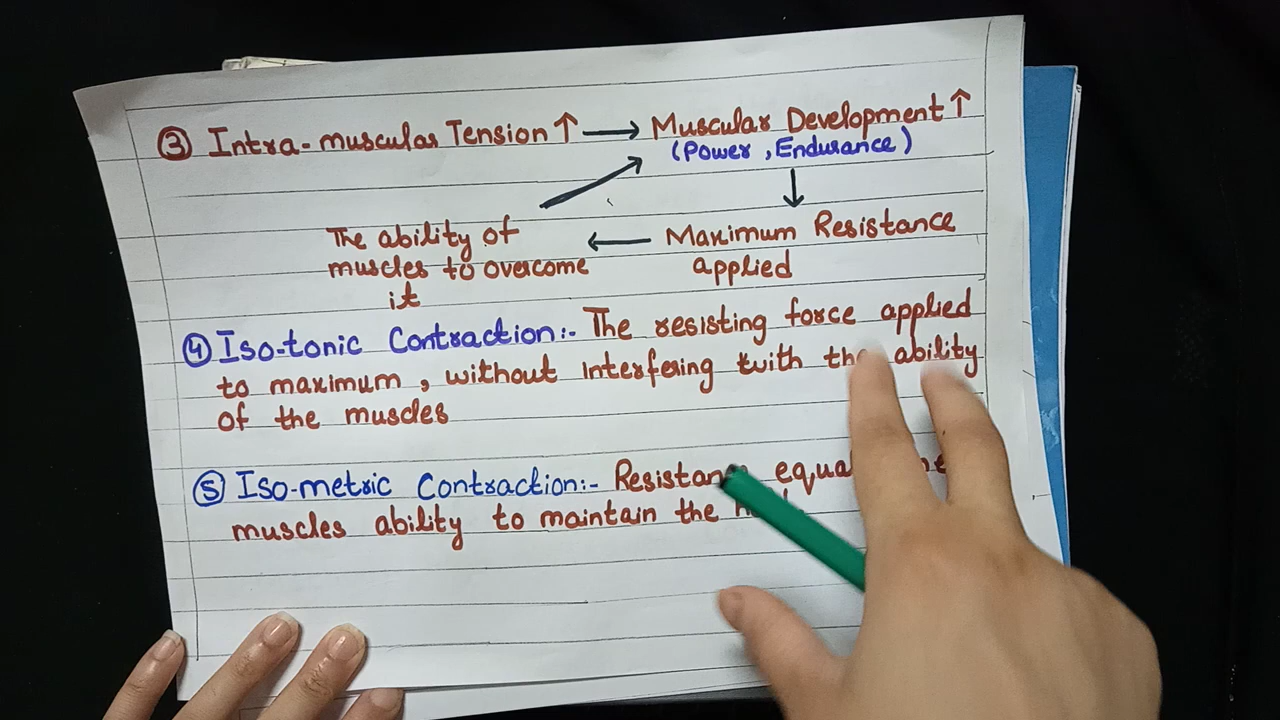 ③ Intra-muscular Tension ↑ → Muscular Development ↑
(Power , Endurance)
The ability of ← Maximum Resistance
muscles to overcome applied
it
④ Iso-tonic Contraction:- The resisting force applied
to maximum , without interfering with the ability
of the muscles
⑤ Iso-metric Contraction:-
muscles ability to maintain the